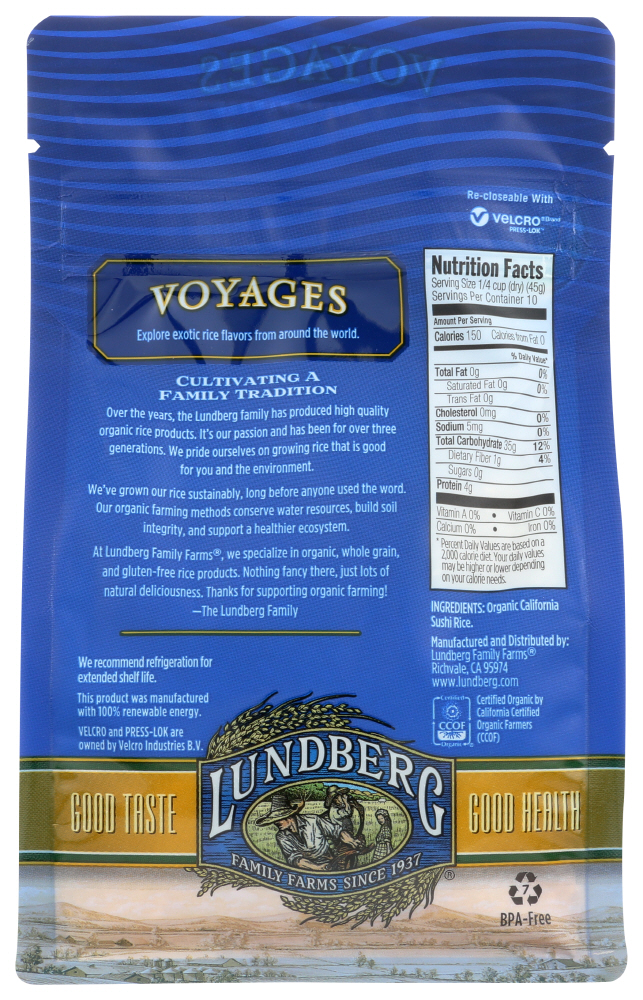 VOYAGES
Re-closeable With
VELCRO®Brand
PRESS-LOK™
VOYAGES
Explore exotic rice flavors from around the world.
CULTIVATING A
FAMILY TRADITION
Over the years, the Lundberg family has produced high quality
organic rice products. It's our passion and has been for over three
generations. We pride ourselves on growing rice that is good
for you and the environment.
We've grown our rice sustainably, long before anyone used the word.
Our organic farming methods conserve water resources, build soil
integrity, and support a healthier ecosystem.
At Lundberg Family Farms®, we specialize in organic, whole grain,
and gluten-free rice products. Nothing fancy there, just lots of
natural deliciousness. Thanks for supporting organic farming!
—The Lundberg Family
We recommend refrigeration for
extended shelf life.
This product was manufactured
with 100% renewable energy.
VELCRO and PRESS-LOK are
owned by Velcro Industries B.V.
Nutrition Facts
Serving Size 1/4 cup (dry) (45g)
Servings Per Container 10
Amount Per Serving
Calories 150 Calories from Fat 0
% Daily Value*
Total Fat 0g 0%
Saturated Fat 0g 0%
Trans Fat 0g
Cholesterol 0mg 0%
Sodium 5mg 0%
Total Carbohydrate 35g 12%
Dietary Fiber 1g 4%
Sugars 0g
Protein 4g
Vitamin A 0% • Vitamin C 0%
Calcium 0% • Iron 0%
* Percent Daily Values are based on a
2,000 calorie diet. Your daily values
may be higher or lower depending
on your calorie needs.
INGREDIENTS: Organic California
Sushi Rice.
Manufactured and Distributed by:
Lundberg Family Farms®
Richvale, CA 95974
www.lundberg.com
Certified
CCOF
Organic
Certified Organic by
California Certified
Organic Farmers
(CCOF)
GOOD TASTE
LUNDBERG
FAMILY FARMS SINCE 1937
®
GOOD HEALTH
7
BPA-Free